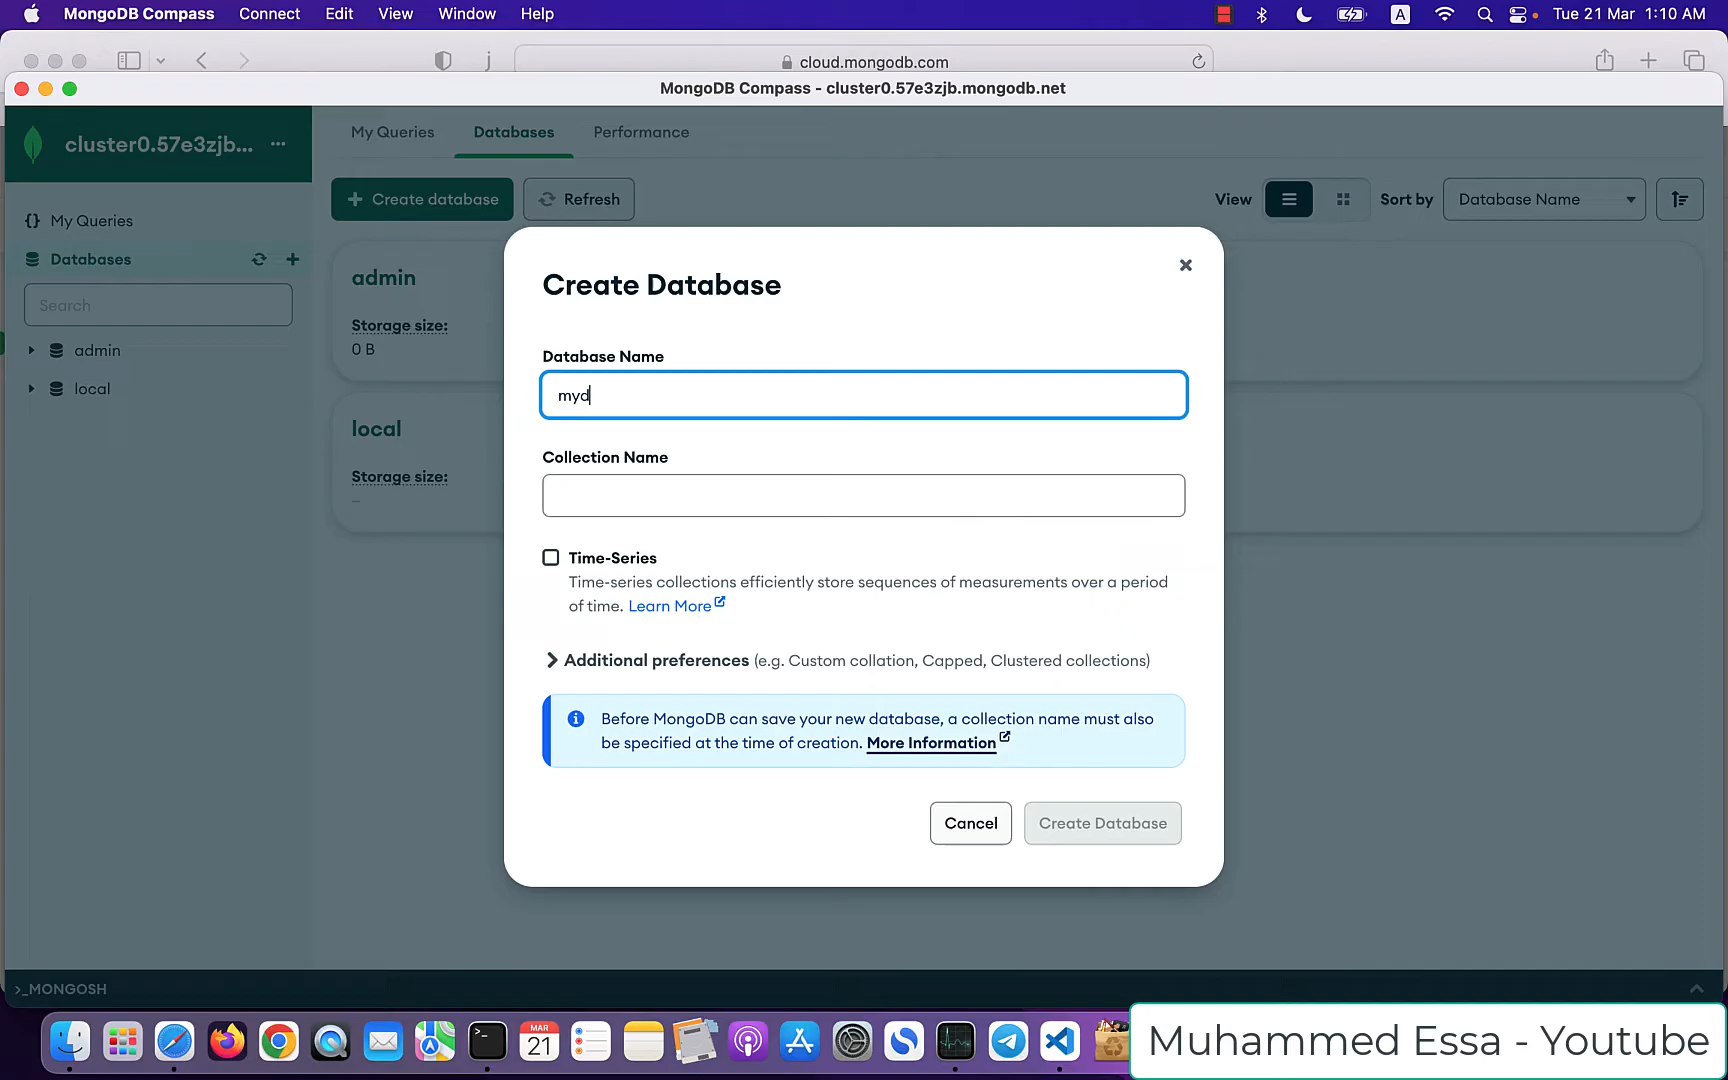 MongoDB Compass Connect Edit View Window Help
A Tue 21 Mar 1:10 AM
j cloud.mongodb.com
MongoDB Compass - cluster0.57e3zjb.mongodb.net
cluster0.57e3zjb... ...
My Queries Databases Performance
+ Create database Refresh
View Sort by Database Name
{} My Queries
Databases
Search
admin
local
admin
Storage size:
0 B
local
Storage size:
–
Create Database
Database Name
myd
Collection Name
Time-Series
Time-series collections efficiently store sequences of measurements over a period
of time. Learn More
Additional preferences (e.g. Custom collation, Capped, Clustered collections)
Before MongoDB can save your new database, a collection name must also
be specified at the time of creation. More Information
Cancel Create Database
>_MONGOSH
MAR
21
Muhammed Essa - Youtube